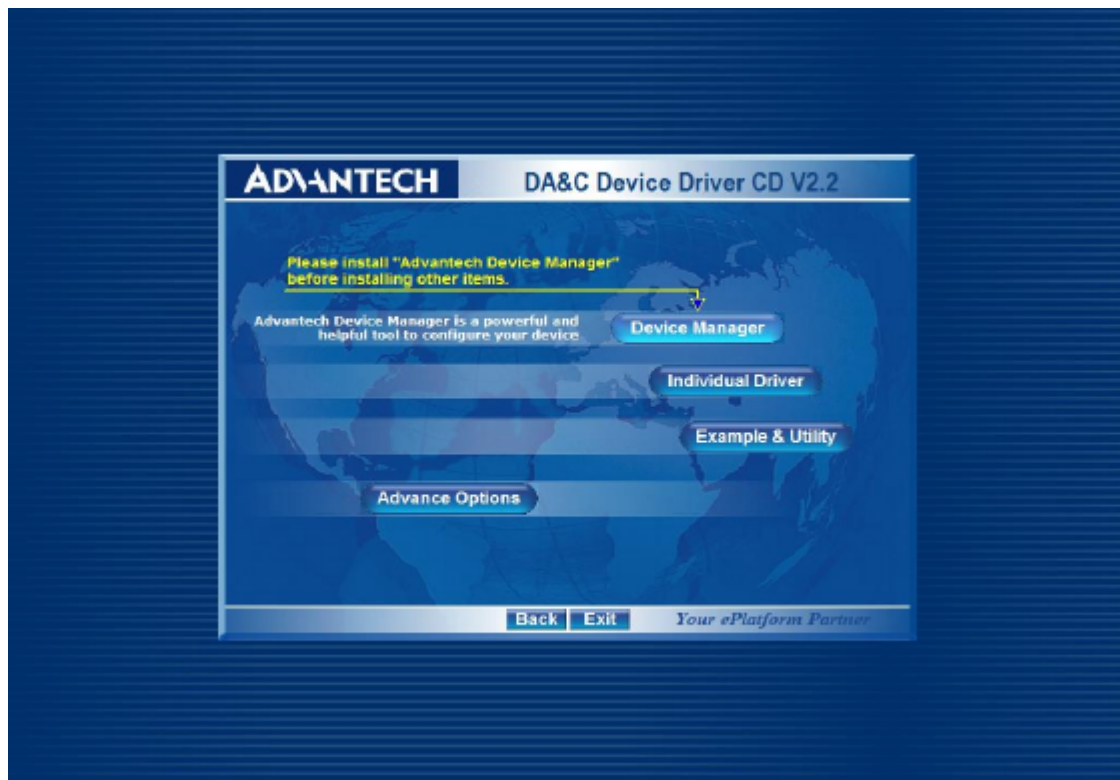 ADVANTECH
DA&C Device Driver CD V2.2
Please install "Advantech Device Manager"
before installing other items.
Advantech Device Manager is a powerful and
helpful tool to configure your device
Device Manager
Individual Driver
Example & Utility
Advance Options
Back Exit
Your ePlatform Partner